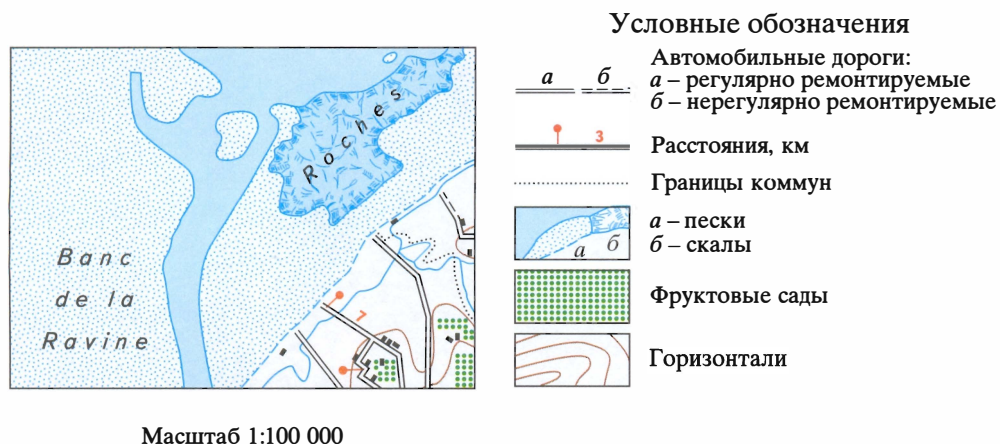 Условные обозначения
Автомобильные дороги:
а б
а – регулярно ремонтируемые
б – нерегулярно ремонтируемые
3
Расстояния, км
Границы коммун
а б
а – пески
б – скалы
Фруктовые сады
Горизонтали
Roches
Banc
de la
Ravine
1
Масштаб 1:100 000